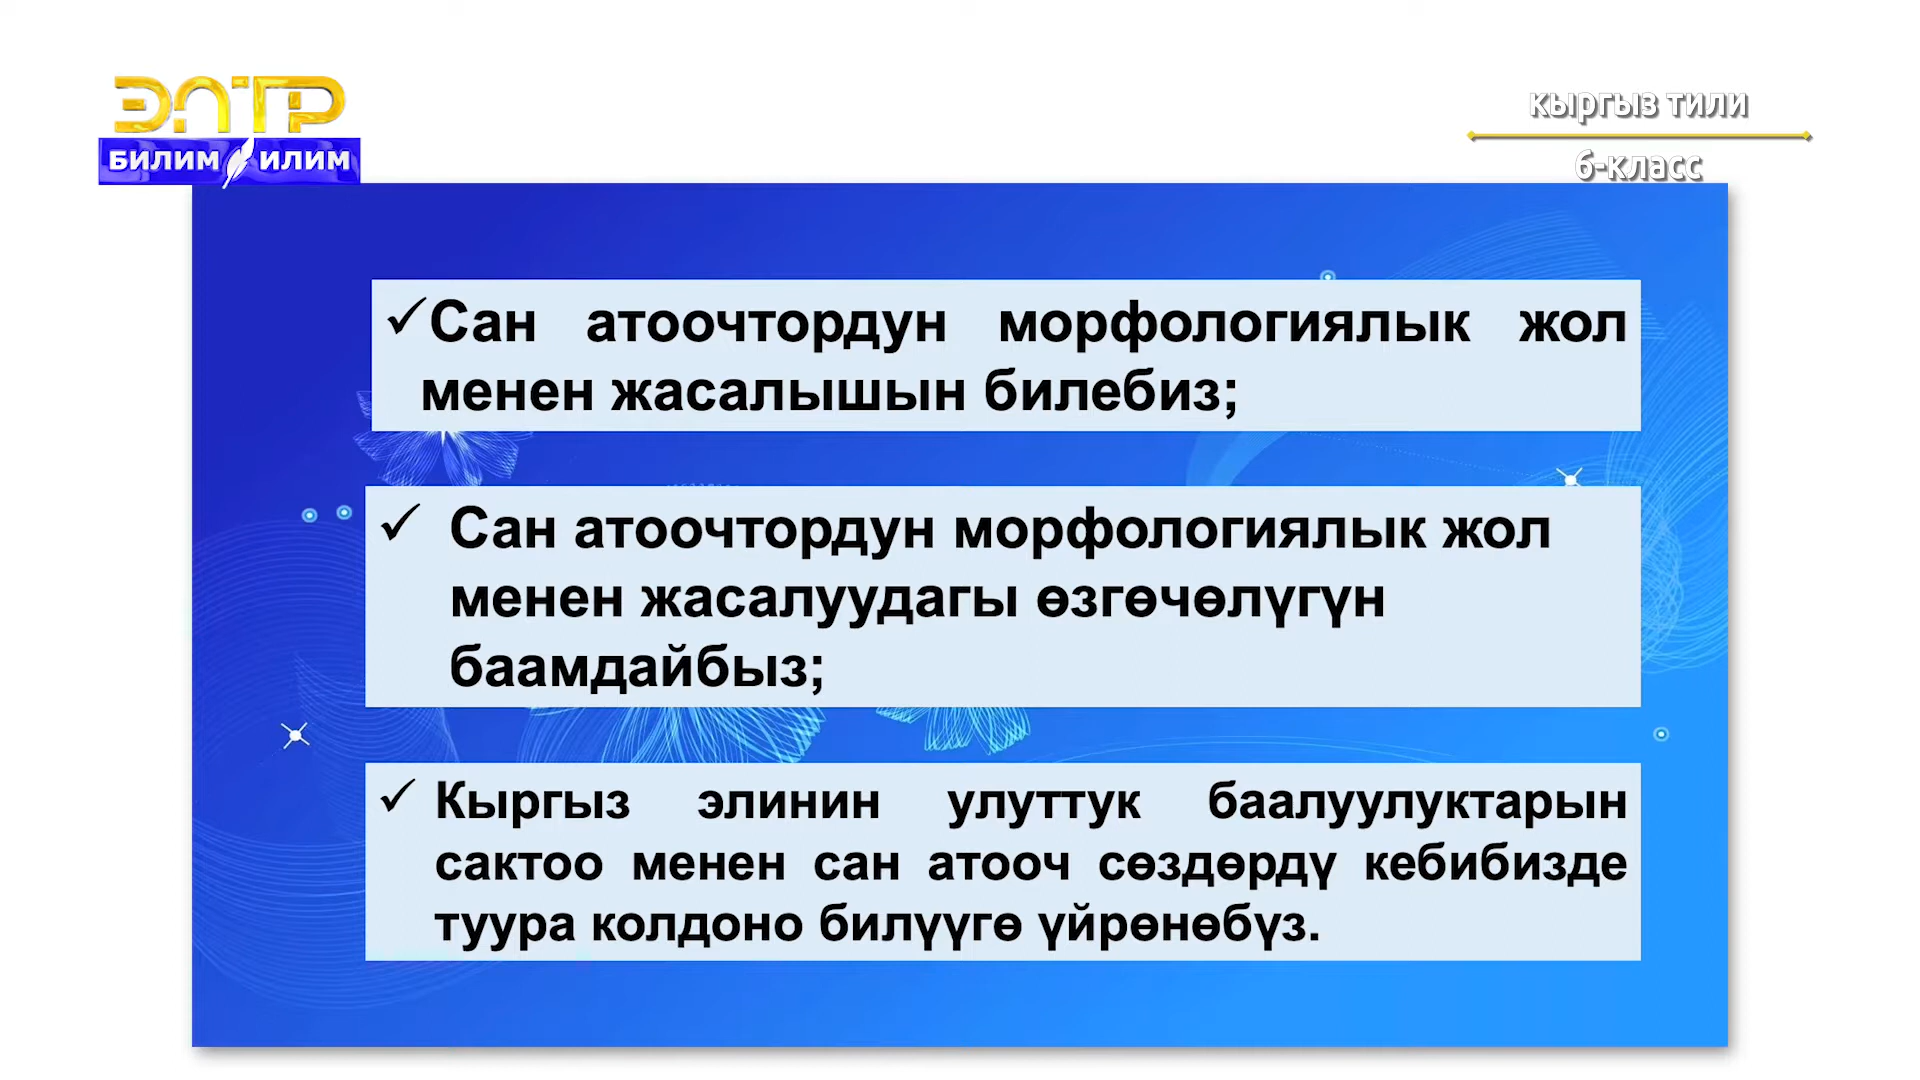 ЭЛТР
БИЛИМ ИЛИМ
кыргыз тили
6-класс
✓Сан атоочтордун морфологиялык жол
менен жасалышын билебиз;
✓ Сан атоочтордун морфологиялык жол
менен жасалуудагы өзгөчөлүгүн
баамдайбыз;
✓ Кыргыз элинин улуттук баалуулуктарын
сактоо менен сан атооч сөздөрдү кебибизде
туура колдоно билүүгө үйрөнөбүз.